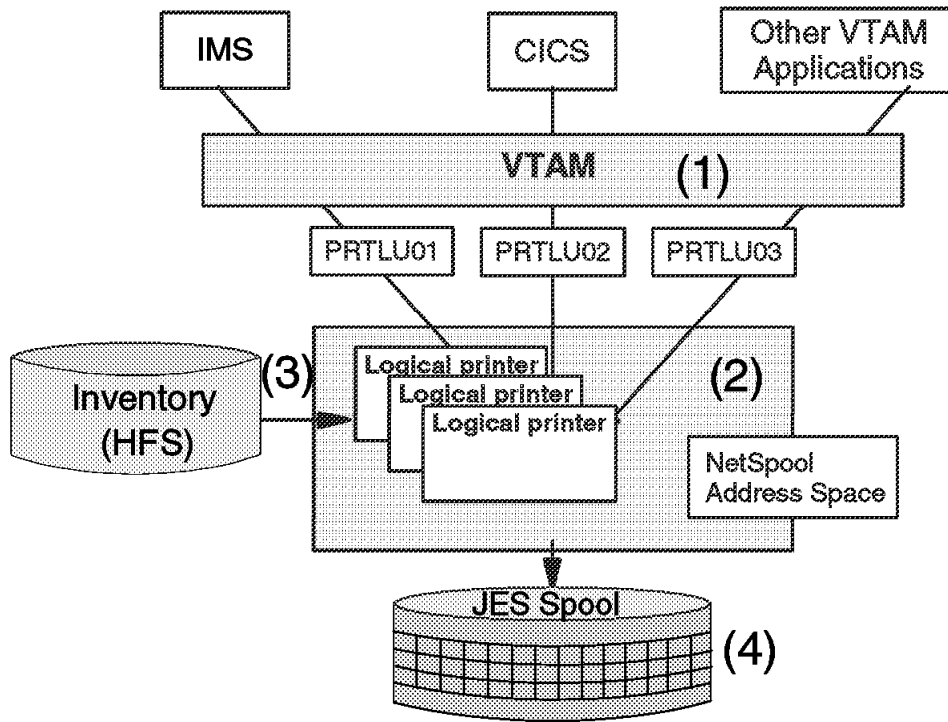 IMS
CICS
Other VTAM
Applications
VTAM
(1)
PRTLU01
PRTLU02
PRTLU03
Inventory
(HFS)
(3)
Logical printer
Logical printer
Logical printer
(2)
NetSpool
Address Space
JES Spool
(4)